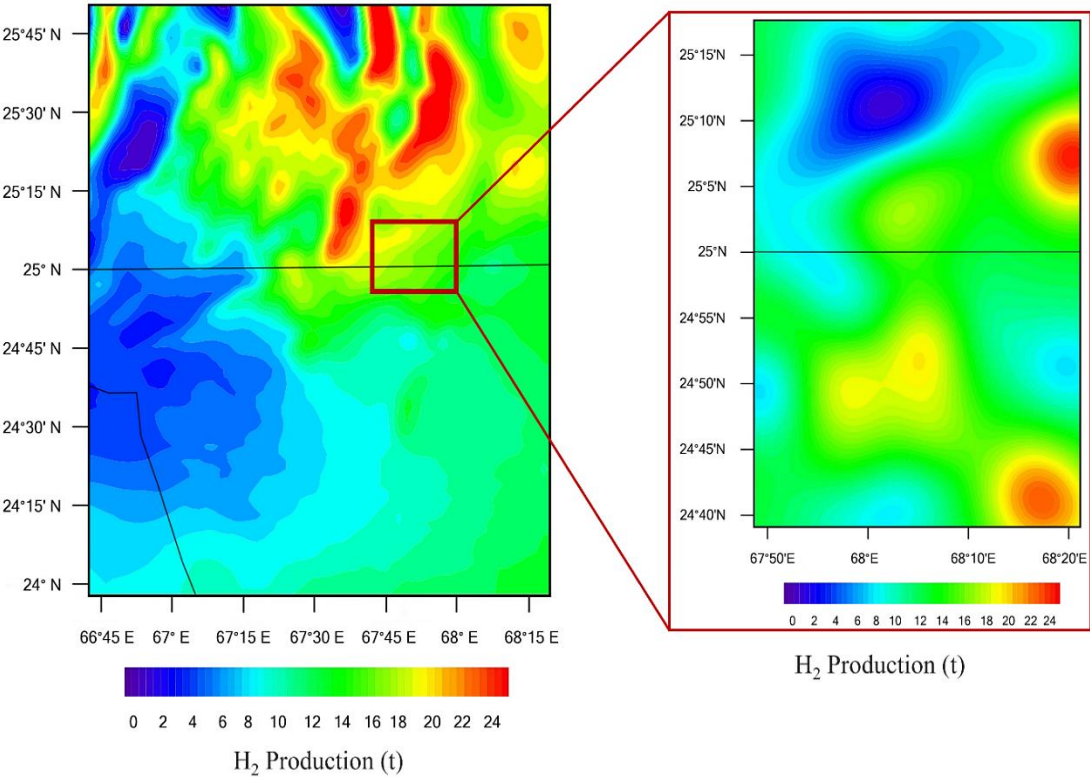 25°45' N
25°30' N
25°15' N
25° N
24°45' N
24°30' N
24°15' N
24° N
66°45 E 67° E 67°15 E 67°30 E 67°45 E 68° E 68°15 E
0 2 4 6 8 10 12 14 16 18 20 22 24
H₂ Production (t)
25°15'N
25°10'N
25°5'N
25°N
24°55'N
24°50'N
24°45'N
24°40'N
67°50'E 68°E 68°10'E 68°20'E
0 2 4 6 8 10 12 14 16 18 20 22 24
H₂ Production (t)